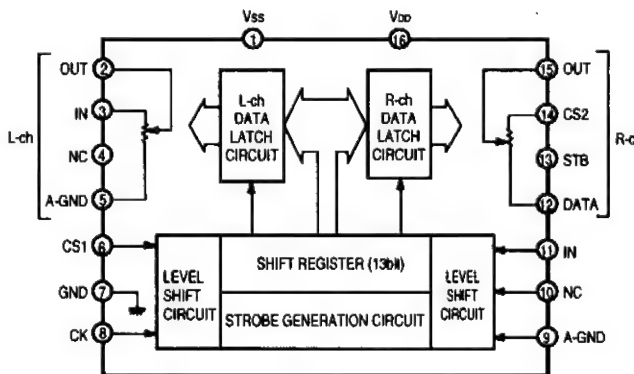 VSS
VDD
1
16
2
OUT
3
IN
4
NC
5
A-GND
L-ch
6
CS1
7
GND
8
CK
L-ch
DATA
LATCH
CIRCUIT
R-ch
DATA
LATCH
CIRCUIT
LEVEL
SHIFT
CIRCUIT
SHIFT REGISTER (13bit)
STROBE GENERATION CIRCUIT
LEVEL
SHIFT
CIRCUIT
15
OUT
14
CS2
13
STB
12
DATA
R-c
11
IN
10
NC
9
A-GND